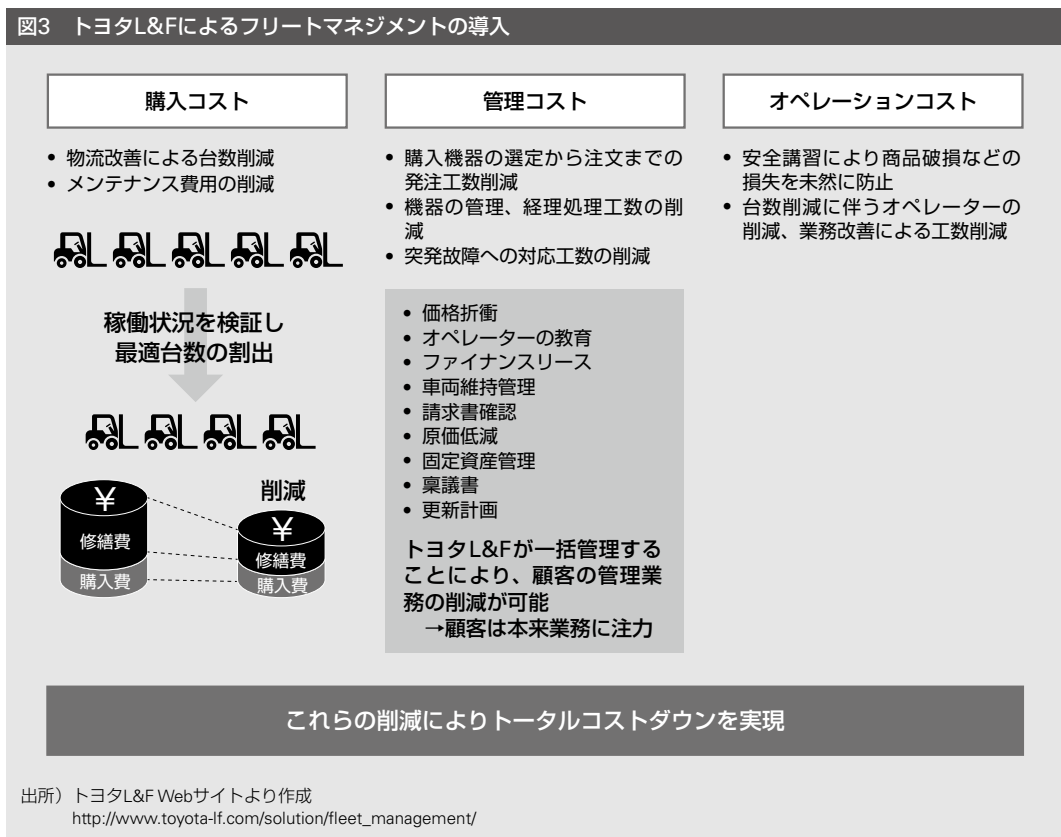 図3 トヨタL&Fによるフリートマネジメントの導入
購入コスト
• 物流改善による台数削減
• メンテナンス費用の削減
稼働状況を検証し
最適台数の割出
削減
¥
修繕費
購入費
¥
修繕費
購入費
管理コスト
• 購入機器の選定から注文までの
発注工数削減
• 機器の管理、経理処理工数の削
減
• 突発故障への対応工数の削減
• 価格折衝
• オペレーターの教育
• ファイナンスリース
• 車両維持管理
• 請求書確認
• 原価低減
• 固定資産管理
• 稟議書
• 更新計画
トヨタL&Fが一括管理する
ことにより、顧客の管理業
務の削減が可能
→顧客は本来業務に注力
オペレーションコスト
• 安全講習により商品破損などの
損失を未然に防止
• 台数削減に伴うオペレーターの
削減、業務改善による工数削減
これらの削減によりトータルコストダウンを実現
出所）トヨタL&F Webサイトより作成
http://www.toyota-lf.com/solution/fleet_management/